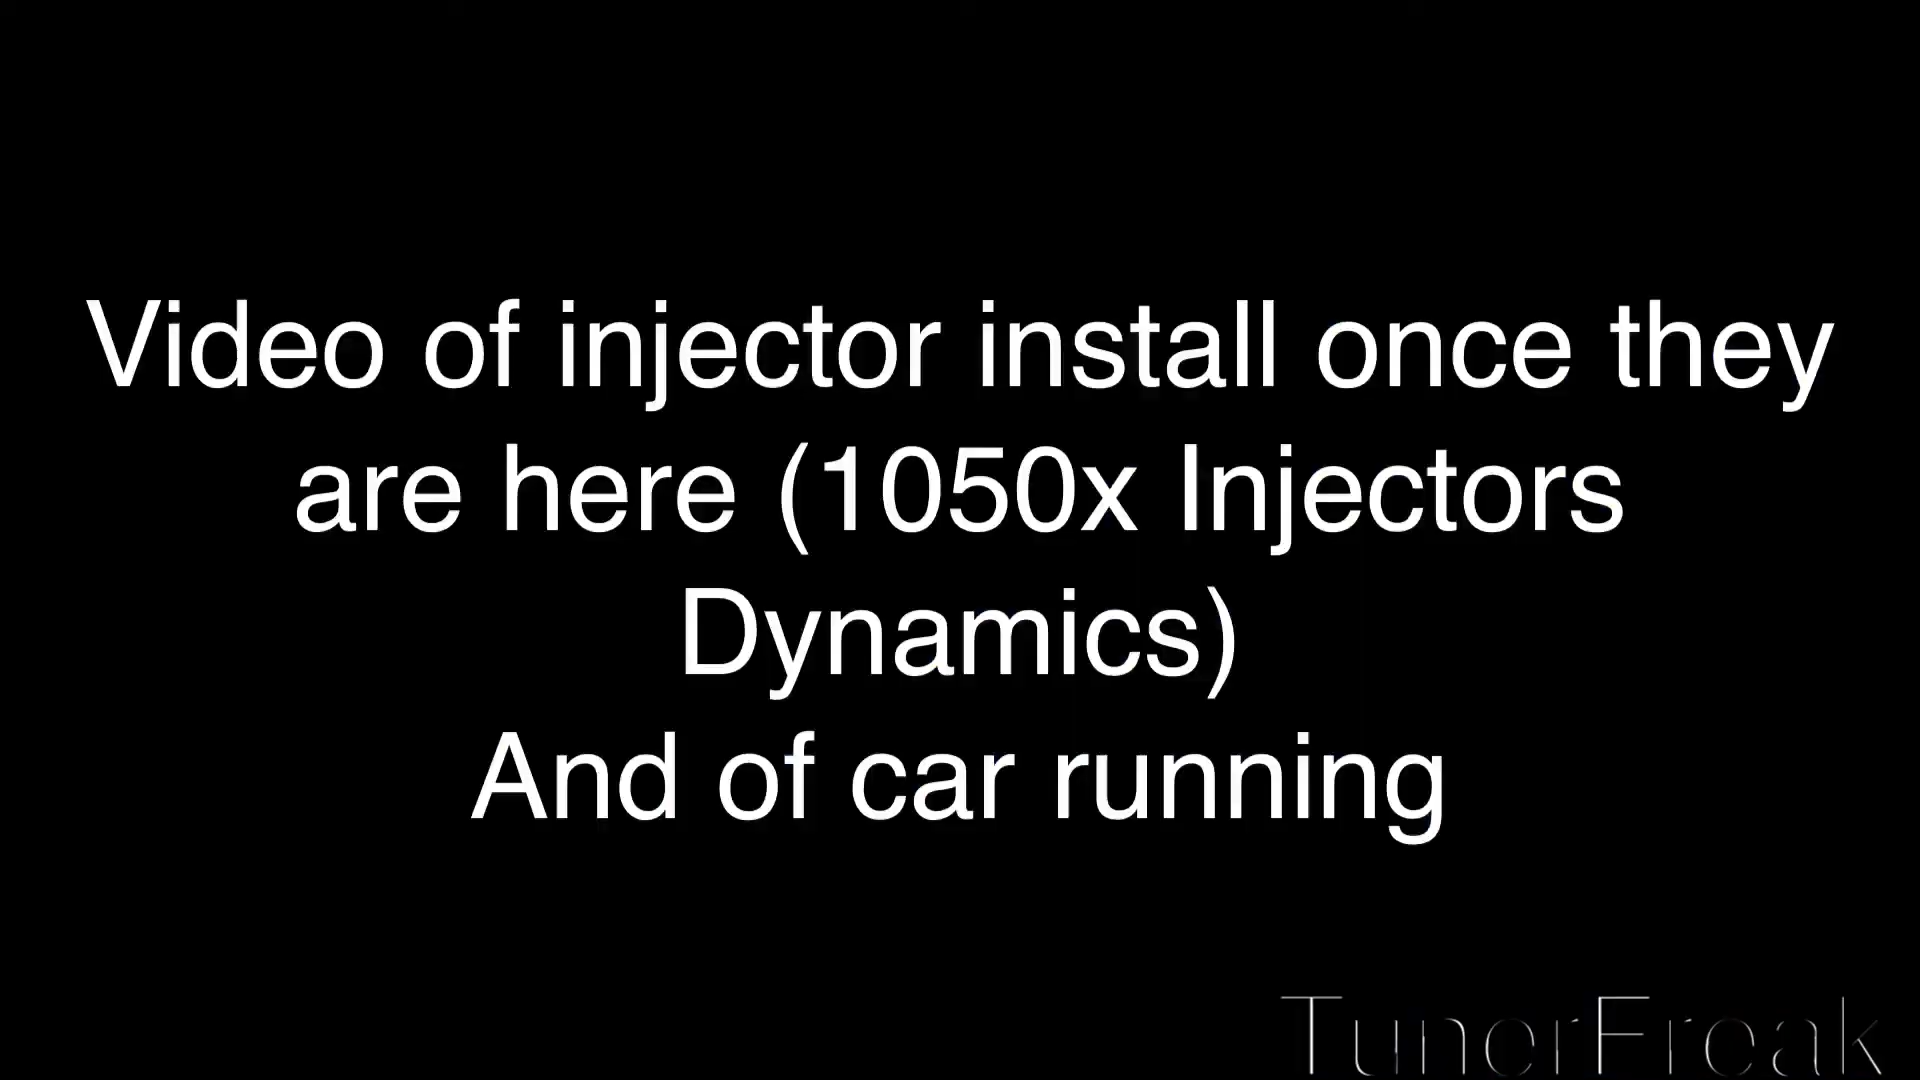 Video of injector install once they
are here (1050x Injectors
Dynamics)
And of car running
TunerFreak